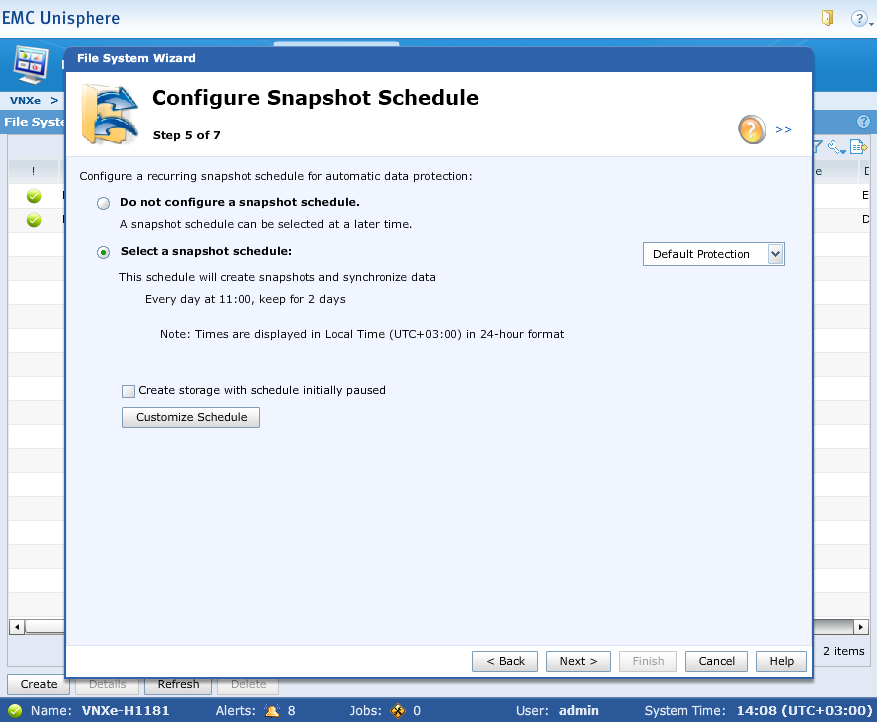 EMC Unisphere
?
File System Wizard
Configure Snapshot Schedule
Step 5 of 7
? >>
VNXe >
File Syste
?
!
e
E
D
Configure a recurring snapshot schedule for automatic data protection:
Do not configure a snapshot schedule.
A snapshot schedule can be selected at a later time.
Select a snapshot schedule:
Default Protection
This schedule will create snapshots and synchronize data
Every day at 11:00, keep for 2 days
Note: Times are displayed in Local Time (UTC+03:00) in 24-hour format
Create storage with schedule initially paused
Customize Schedule
< Back Next > Finish Cancel Help
2 items
Create Details Refresh Delete
Name: VNXe-H1181 Alerts: 8 Jobs: 0 User: admin System Time: 14:08 (UTC+03:00)